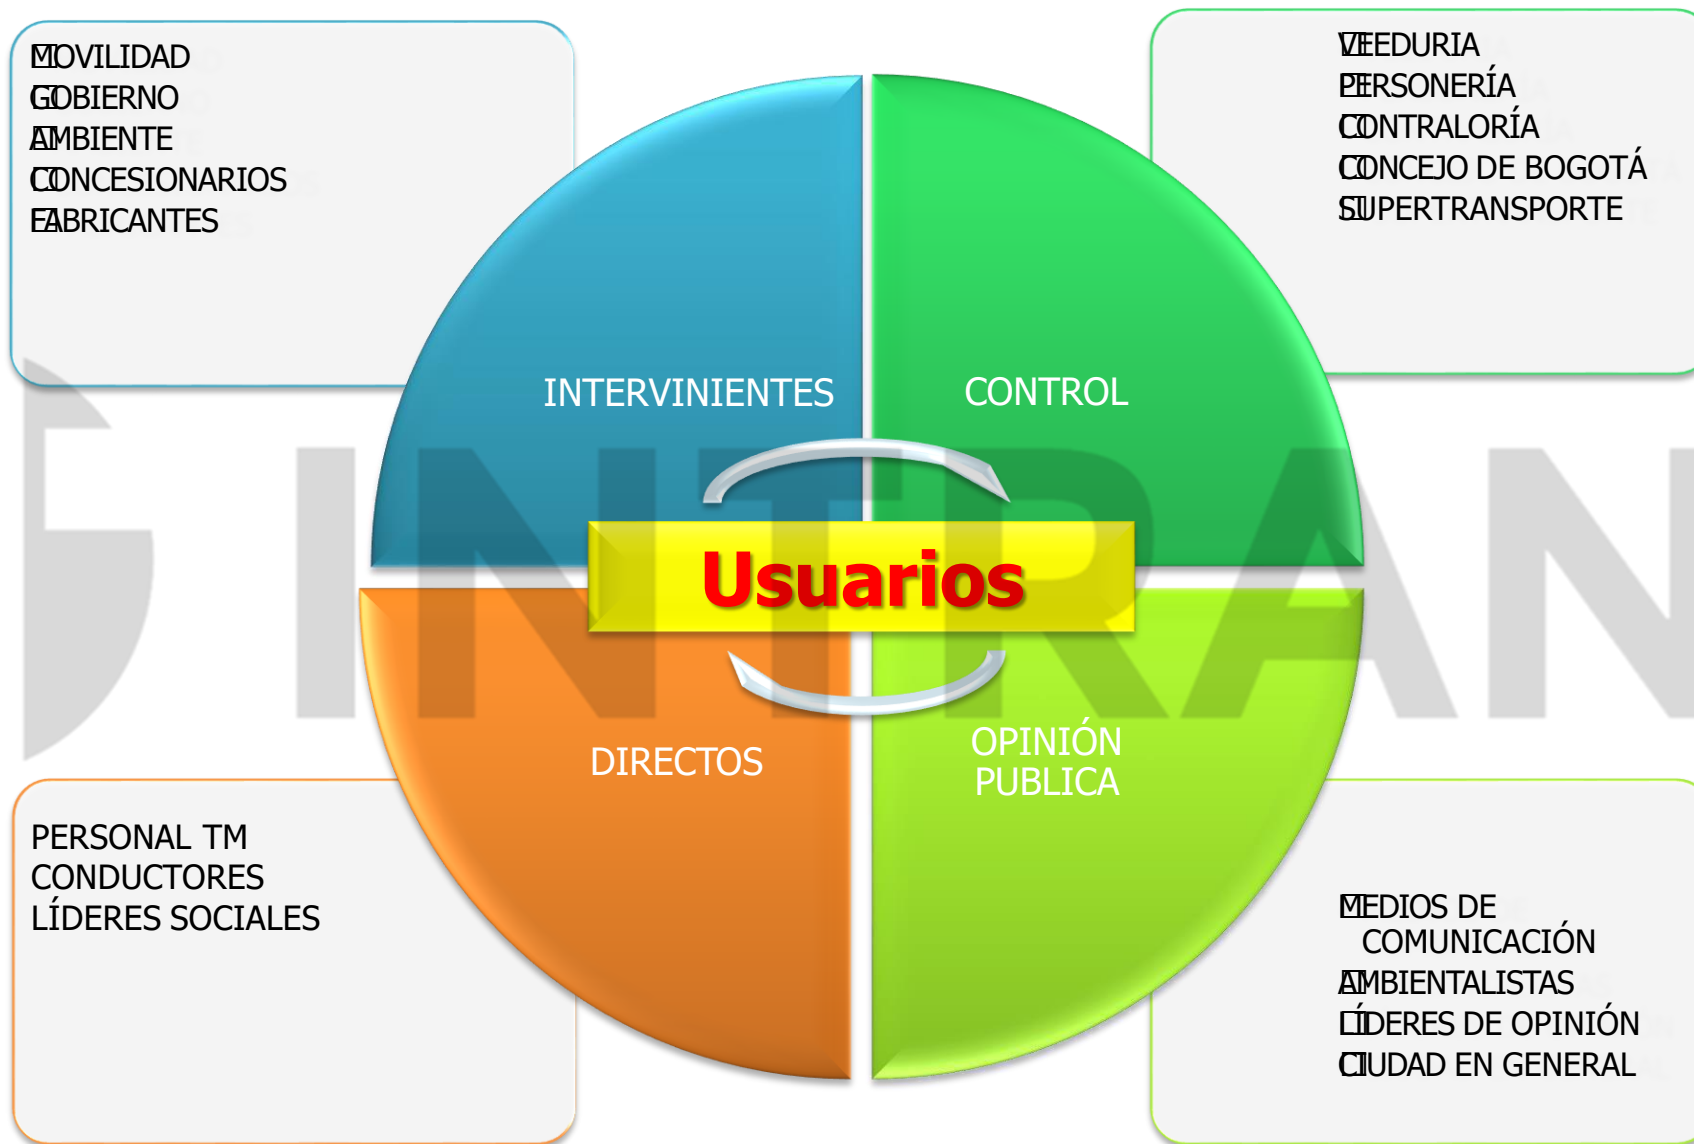 MOVILIDAD
GOBIERNO
AMBIENTE
CONCESIONARIOS
FABRICANTES
VEEDURIA
PERSONERÍA
CONTRALORÍA
CONCEJO DE BOGOTÁ
SUPERTRANSPORTE
INTERVINIENTES
CONTROL
Usuarios
DIRECTOS
OPINIÓN
PUBLICA
PERSONAL TM
CONDUCTORES
LÍDERES SOCIALES
MEDIOS DE
COMUNICACIÓN
AMBIENTALISTAS
LÍDERES DE OPINIÓN
CIUDAD EN GENERAL
INTRAN